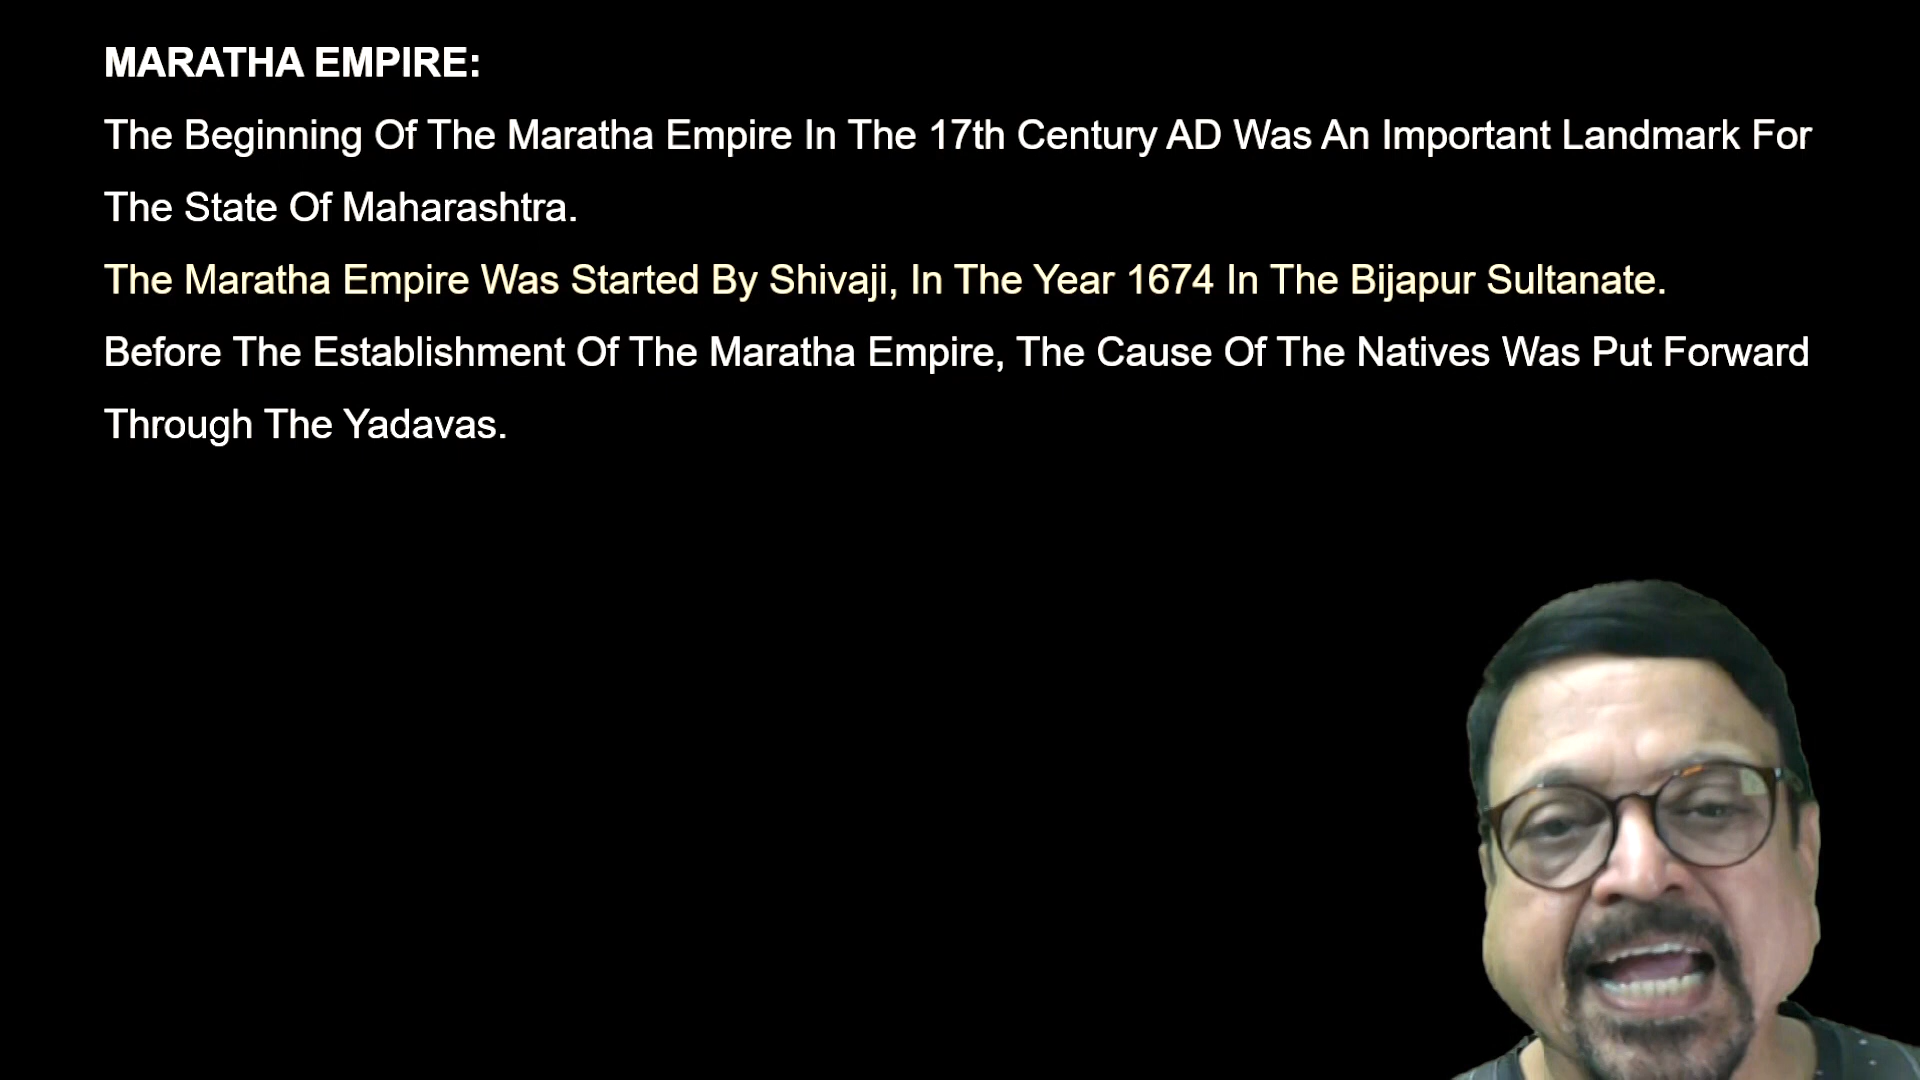 MARATHA EMPIRE:
The Beginning Of The Maratha Empire In The 17th Century AD Was An Important Landmark For
The State Of Maharashtra.
The Maratha Empire Was Started By Shivaji, In The Year 1674 In The Bijapur Sultanate.
Before The Establishment Of The Maratha Empire, The Cause Of The Natives Was Put Forward
Through The Yadavas.